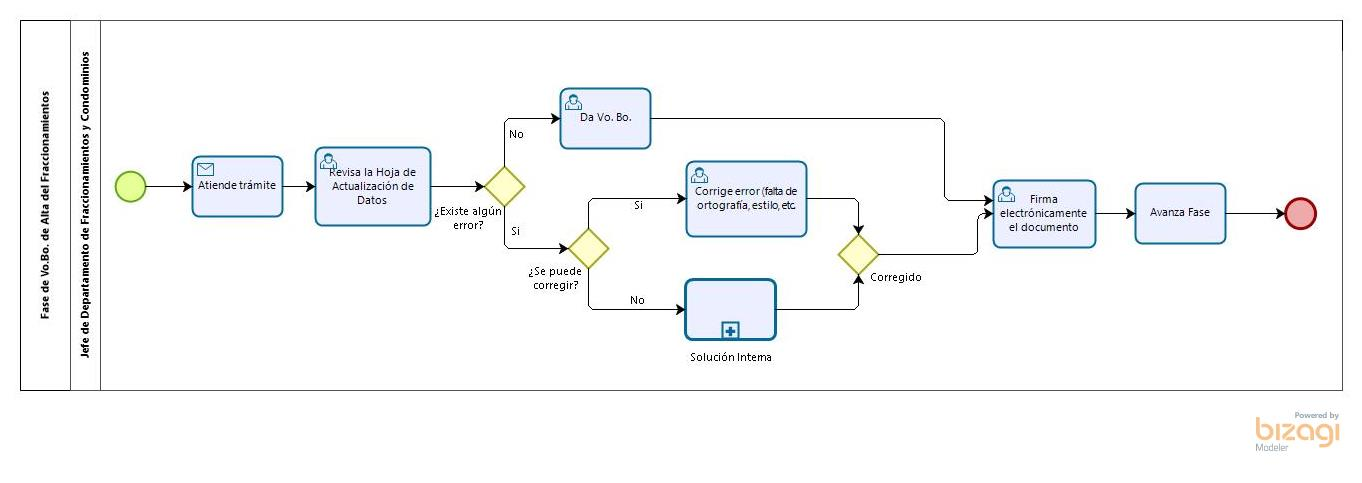 Fase de Vo.Bo. de Alta del Fraccionamientos
Jefe de Departamento de Fraccionamientos y Condominios
Atiende trámite
Revisa la Hoja de
Actualización de
Datos
¿Existe algún
error?
No
Si
Da Vo. Bo.
¿Se puede
corregir?
Si
No
Corrige error (falta de
ortografía, estilo, etc.
Solución Interna
Corregido
Firma
electrónicamente
el documento
Avanza Fase
Powered by
bizagi
Modeler